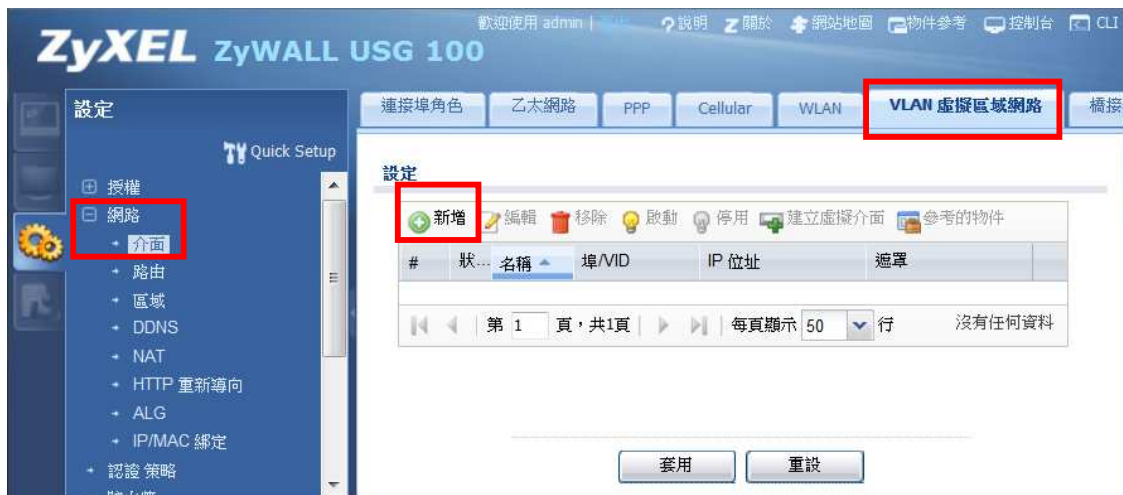 歡迎使用 admin |
?說明 Z 關於 網站地圖 物件參考 控制台 CLI
ZyXEL ZyWALL USG 100
設定
Quick Setup
授權
網路
介面
路由
區域
DDNS
NAT
HTTP 重新導向
ALG
IP/MAC 綁定
認證 策略
連接埠角色 乙太網路 PPP Cellular WLAN VLAN 虛擬區域網路 橋接
設定
新增 編輯 移除 啟動 停用 建立虛擬介面 參考的物件
# 狀... 名稱 埠/VID IP 位址 遮罩
第 1 頁,共1頁 每頁顯示 50 行 沒有任何資料
套用 重設